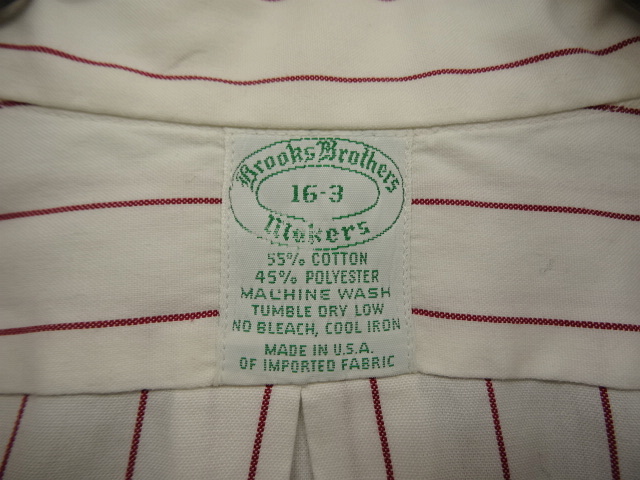 Brooks Brothers
16-3
Makers
55% COTTON
45% POLYESTER
MACHINE WASH
TUMBLE DRY LOW
NO BLEACH, COOL IRON
MADE IN U.S.A.
OF IMPORTED FABRIC